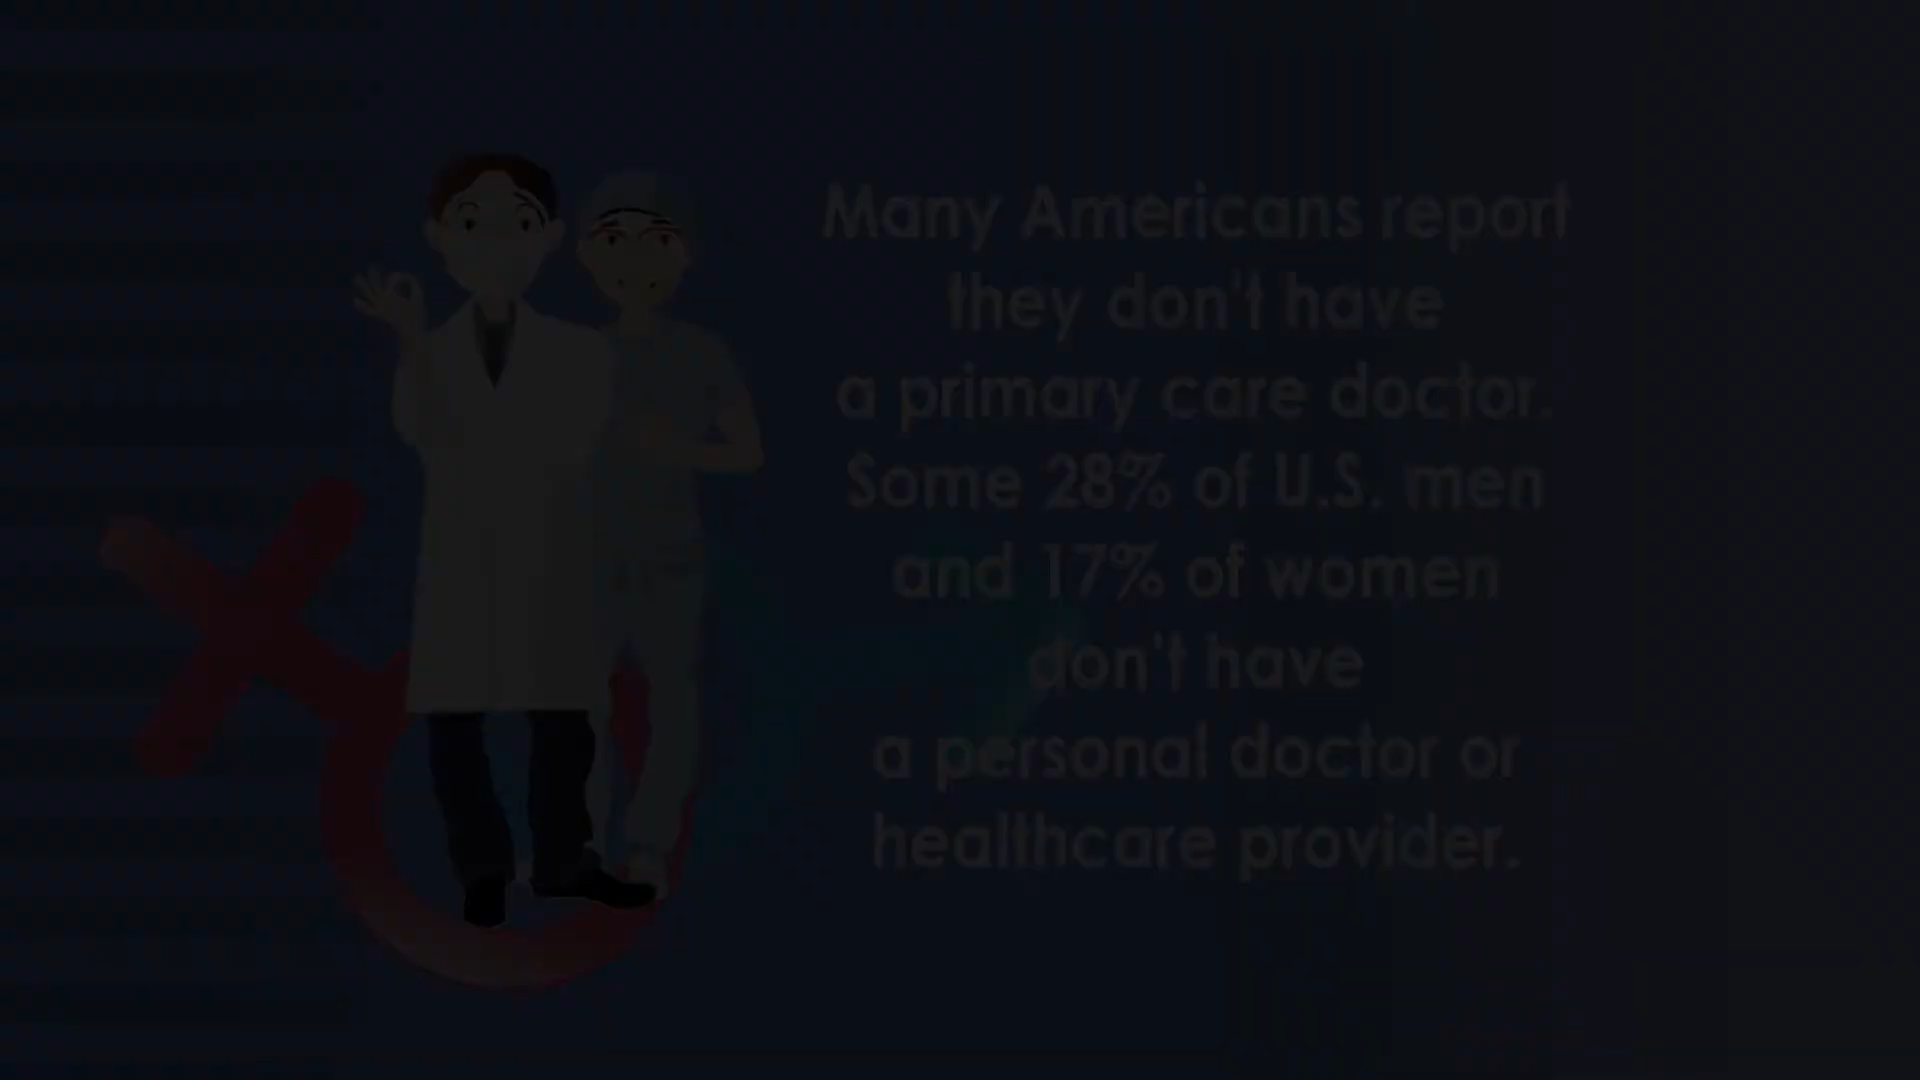 Many Americans report
they don't have
a primary care doctor.
Some 28% of U.S. men
and 17% of women
don't have
a personal doctor or
healthcare provider.